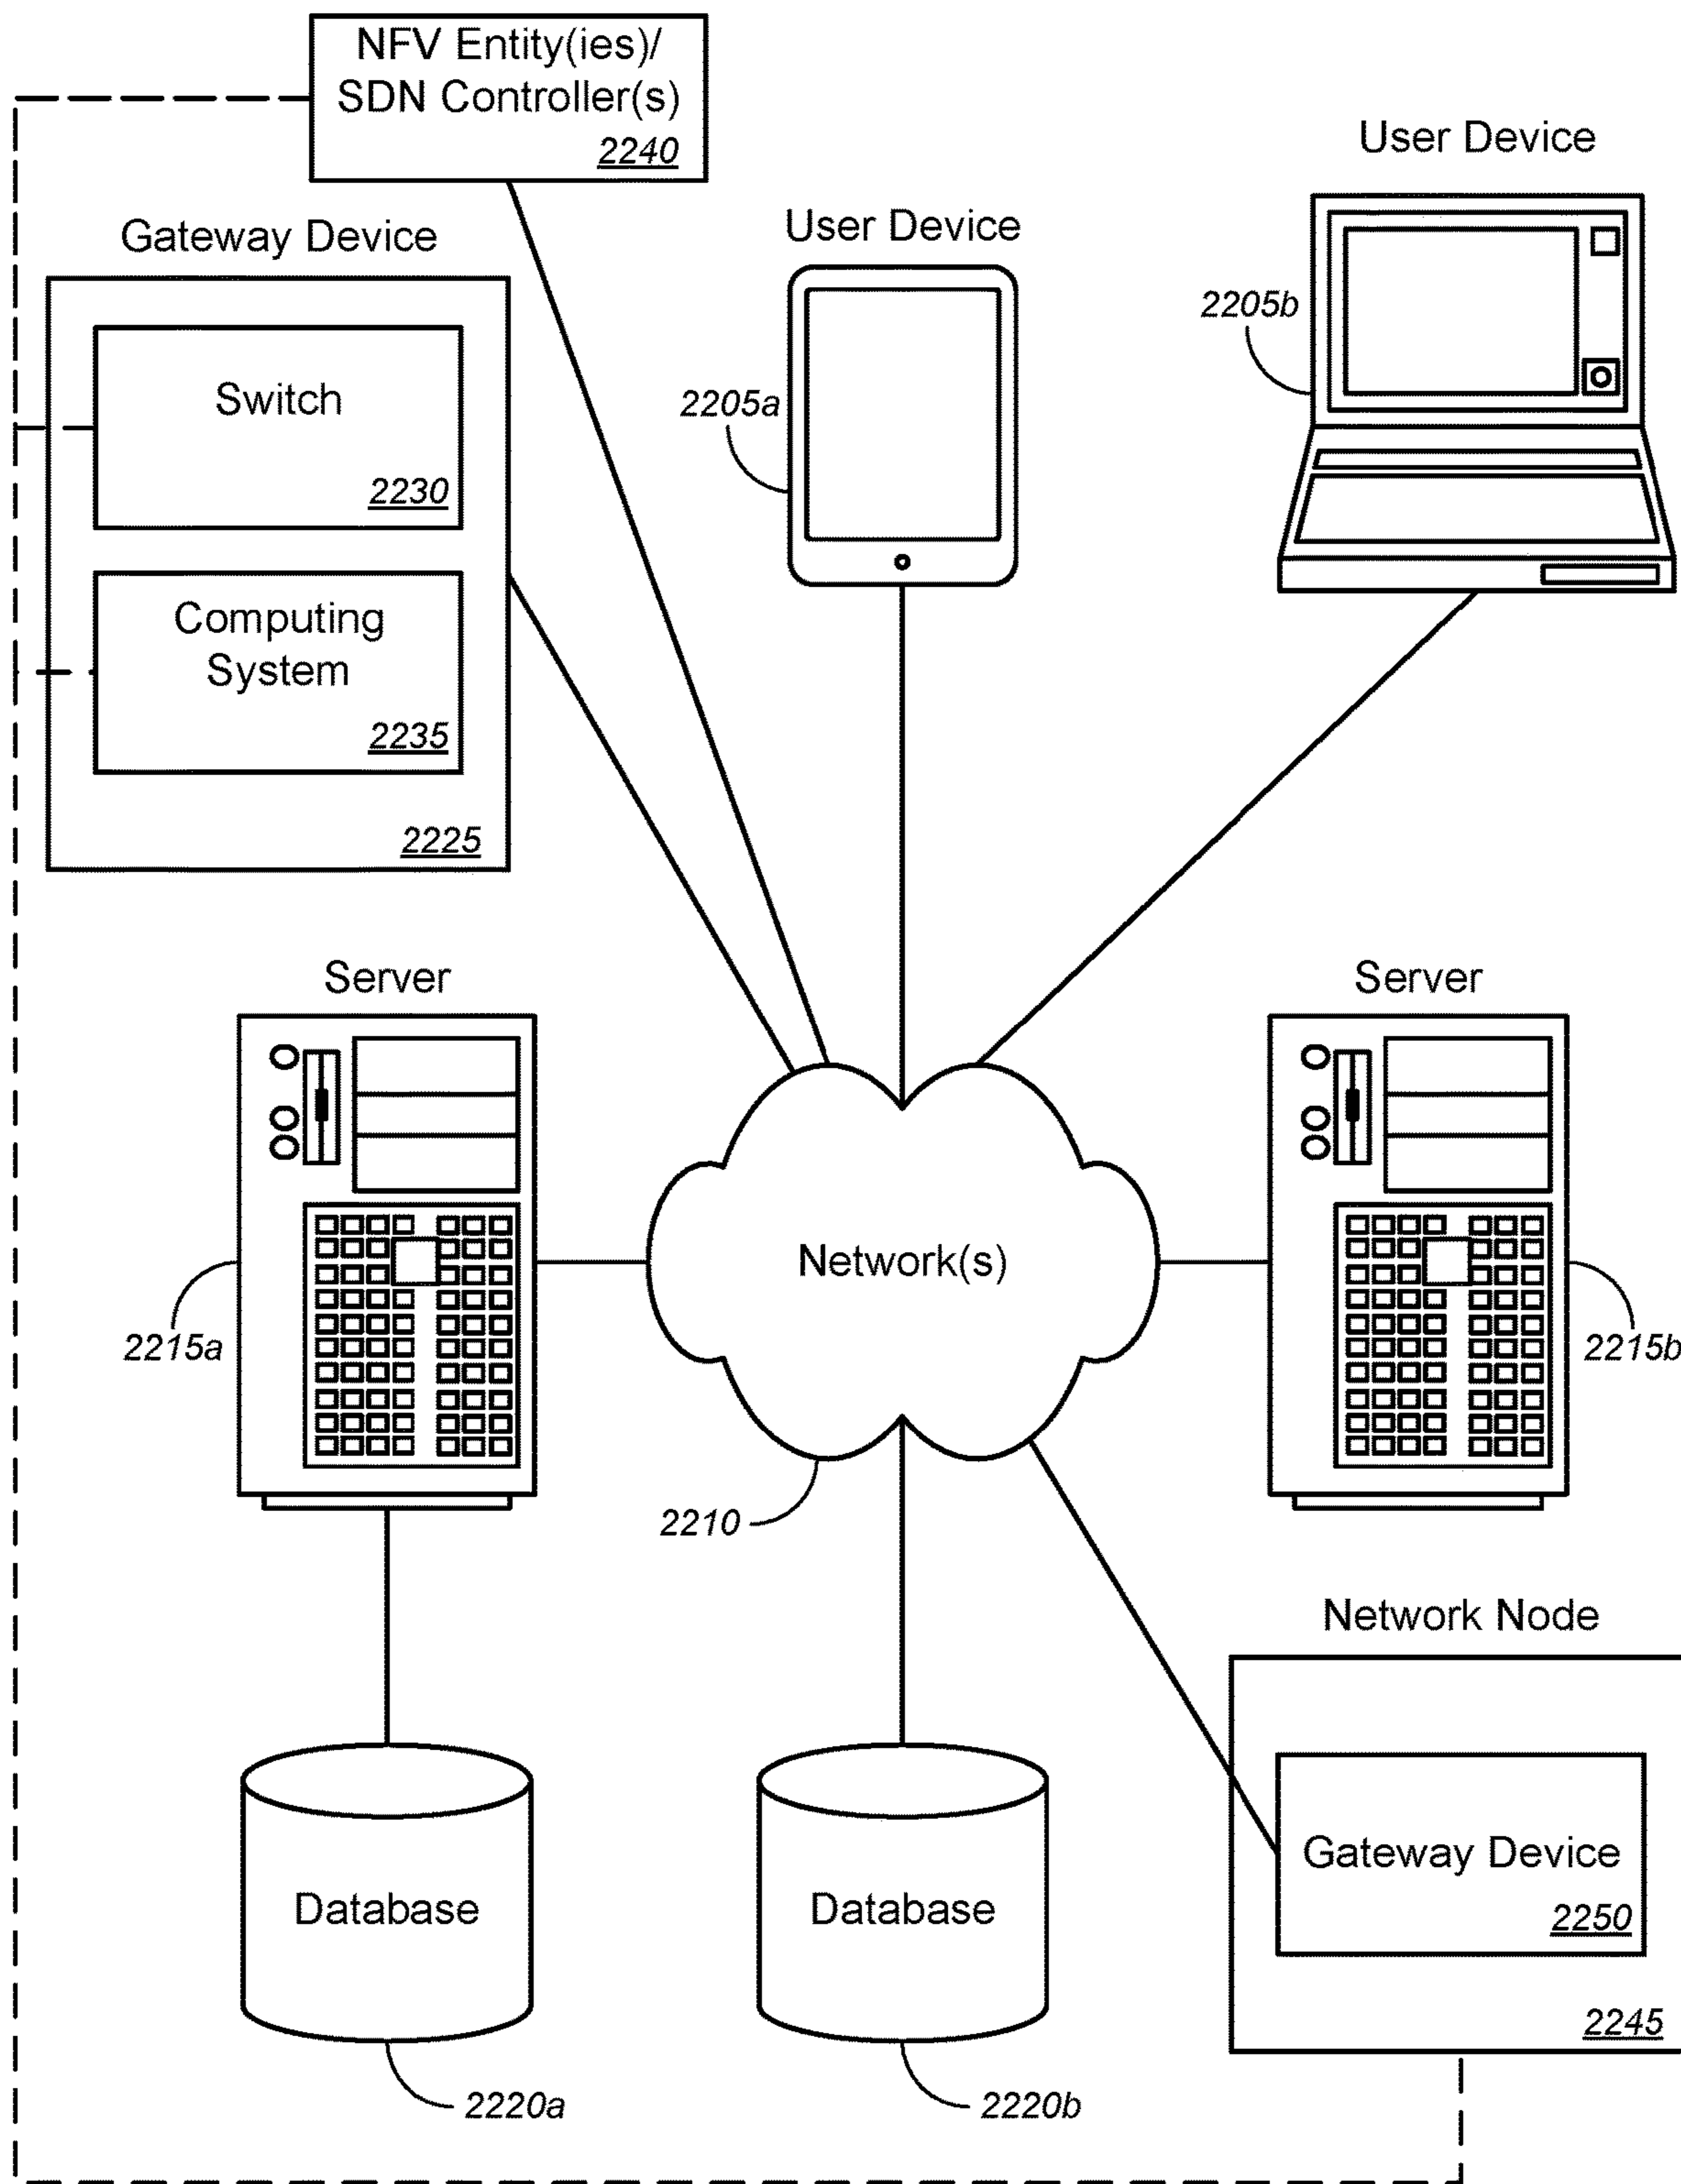 NFV Entity(ies)/
SDN Controller(s)
2240
User Device
User Device
Gateway Device
2205b
Switch
2205a
2230
Computing
System
2235
2225
Server
Server
Network(s)
2215a
2215b
2210
Network Node
Gateway Device
Database
Database
2250
2245
2220a
2220b